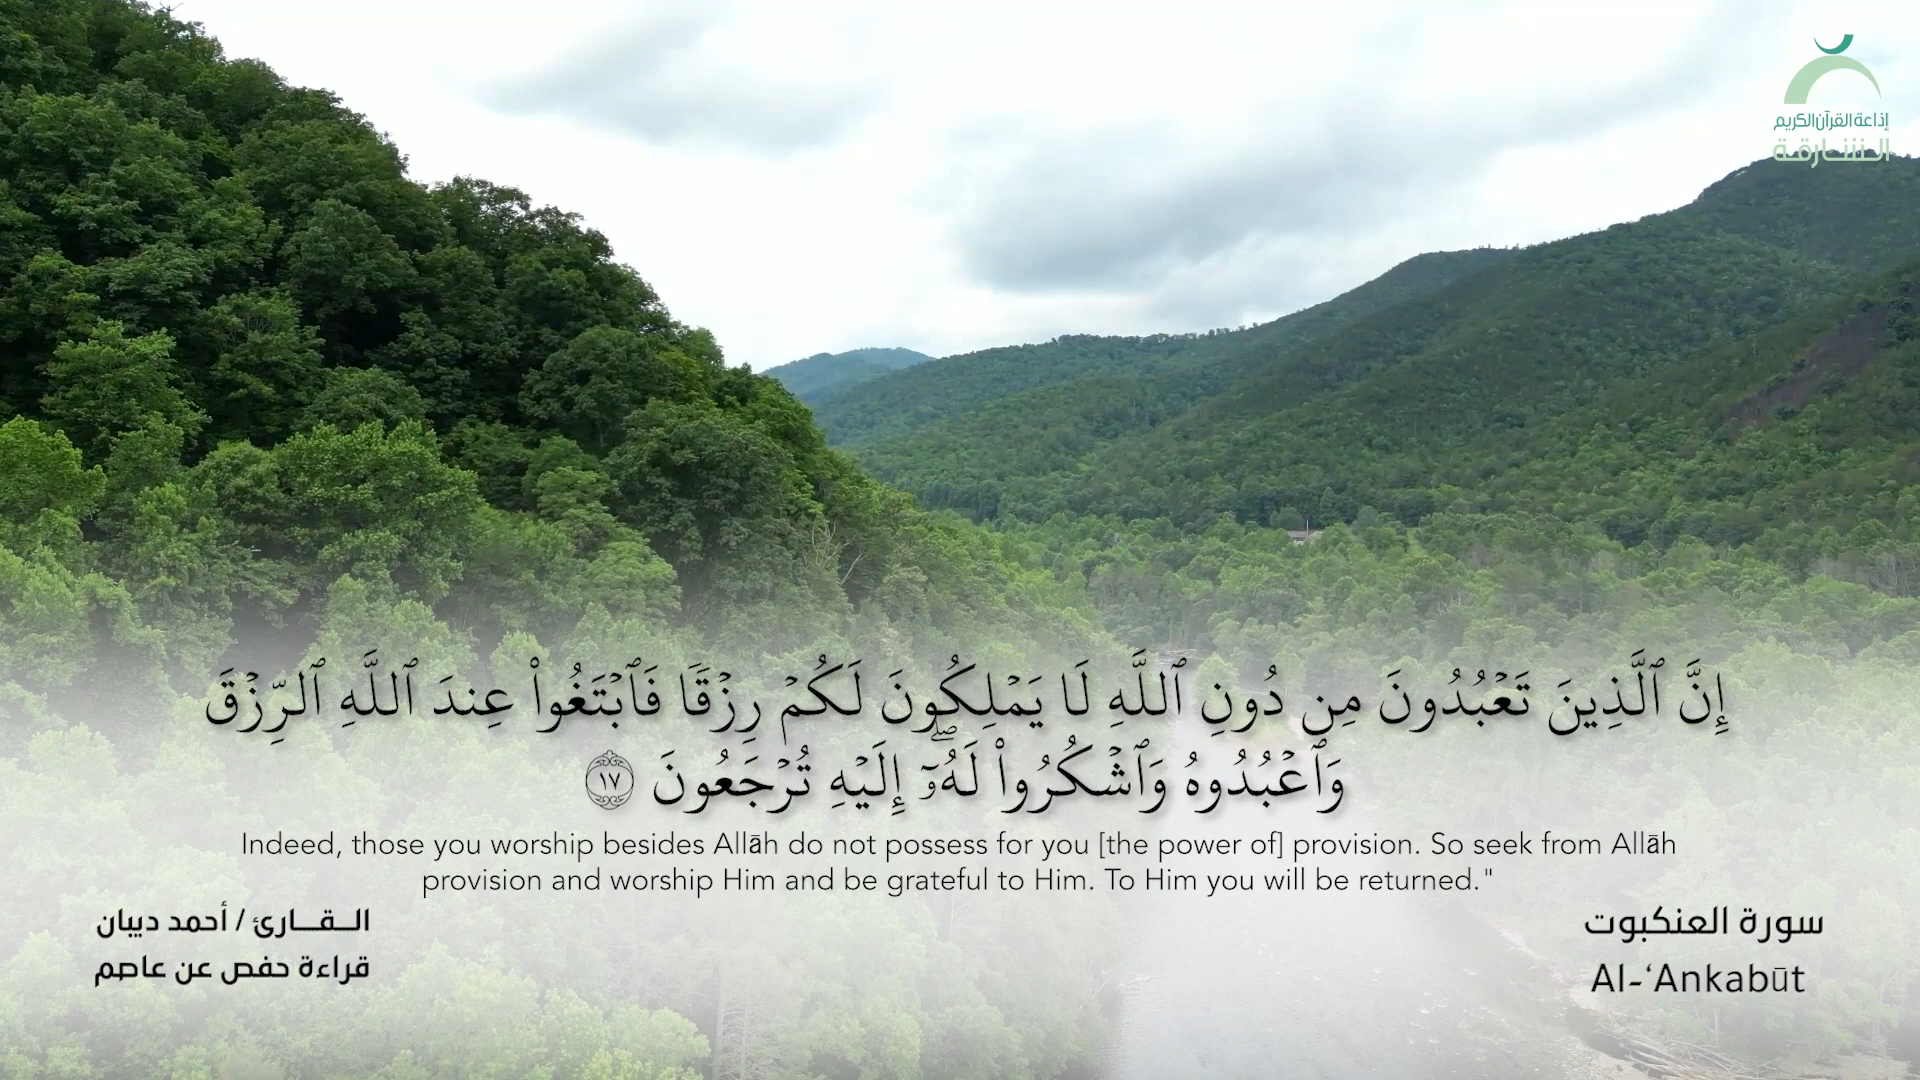 إذاعة القرآن الكريم
الشارقة
إِنَّ ٱلَّذِينَ تَعۡبُدُونَ مِن دُونِ ٱللَّهِ لَا يَمۡلِكُونَ لَكُمۡ رِزۡقٗا فَٱبۡتَغُواْ عِندَ ٱللَّهِ ٱلرِّزۡقَ
وَٱعۡبُدُوهُ وَٱشۡكُرُواْ لَهُۥٓۖ إِلَيۡهِ تُرۡجَعُونَ ١٧
Indeed, those you worship besides Allāh do not possess for you [the power of] provision. So seek from Allāh
provision and worship Him and be grateful to Him. To Him you will be returned."
القارئ / أحمد ديبان
قراءة حفص عن عاصم
سورة العنكبوت
Al-‘Ankabūt